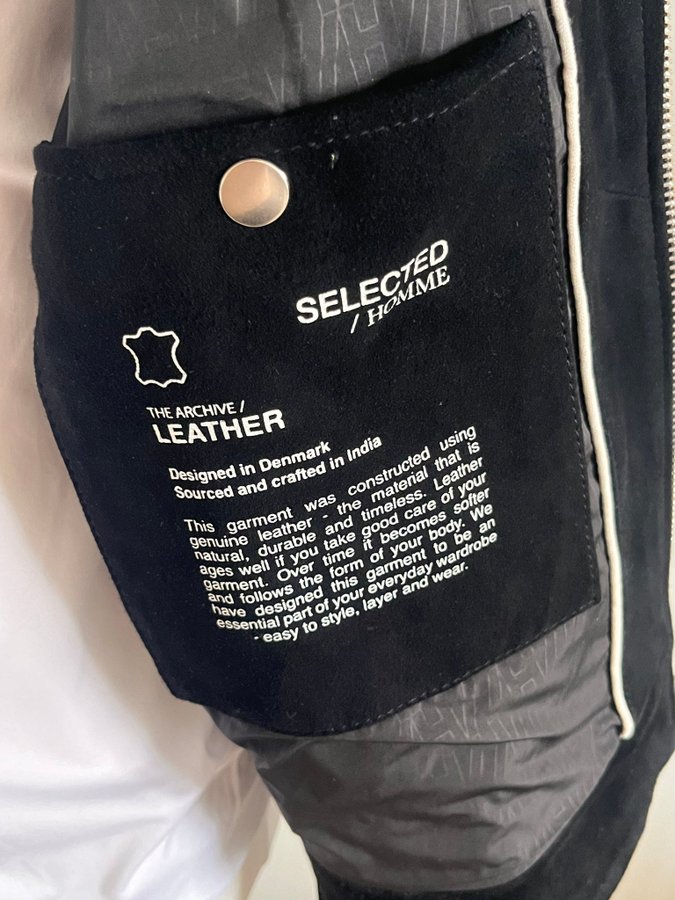 SELECTED
/ HOMME
THE ARCHIVE /
LEATHER
Designed in Denmark
Sourced and crafted in India
This garment was constructed using
genuine leather - the material that is
natural, durable and timeless. Leather
ages well if you take good care of your
garment. Over time it becomes softer
and follows the form of your body. We
have designed this garment to be an
essential part of your everyday wardrobe
- easy to style, layer and wear.